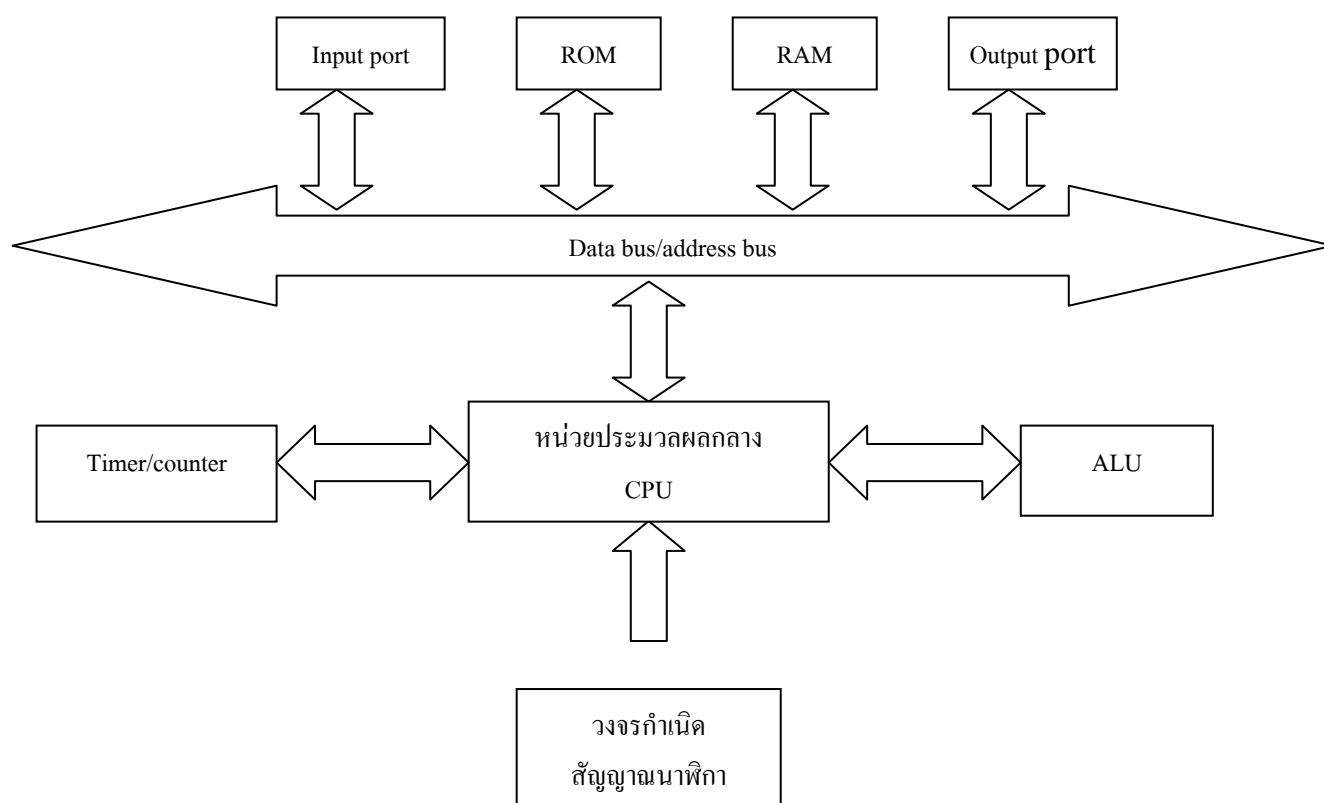 Input port
ROM
RAM
Output port
Data bus/address bus
Timer/counter
หน่วยประมวลผลกลาง
CPU
ALU
วงจรกำเนิด
สัญญาณนาฬิกา